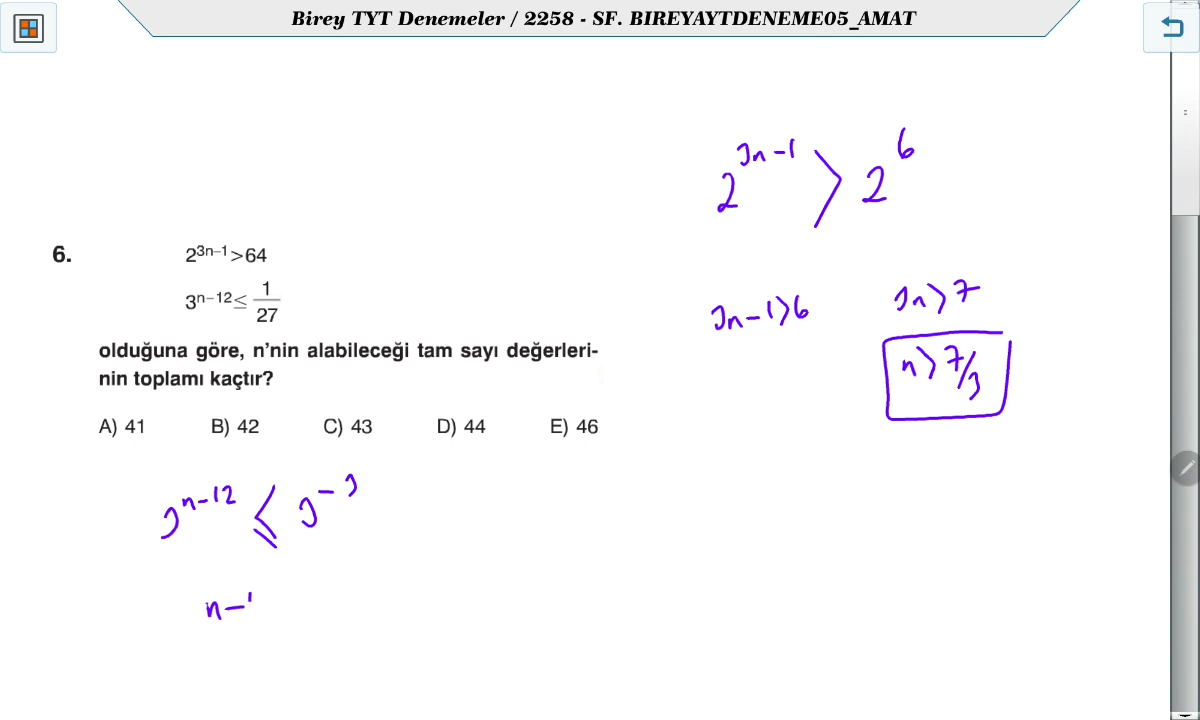 Birey TYT Denemeler / 2258 - SF. BIREYAYTDENEME05_AMAT
6.
2^{3n-1}>64
3^{n-12}≤ 1/27
olduğuna göre, n'nin alabileceği tam sayı değerleri-
nin toplamı kaçtır?
A) 41 B) 42 C) 43 D) 44 E) 46
2^{3n-1} > 2^6
3n-1>6
3n>7
n>7/3
3^{n-12} ≤ 3^{-3}
n-1